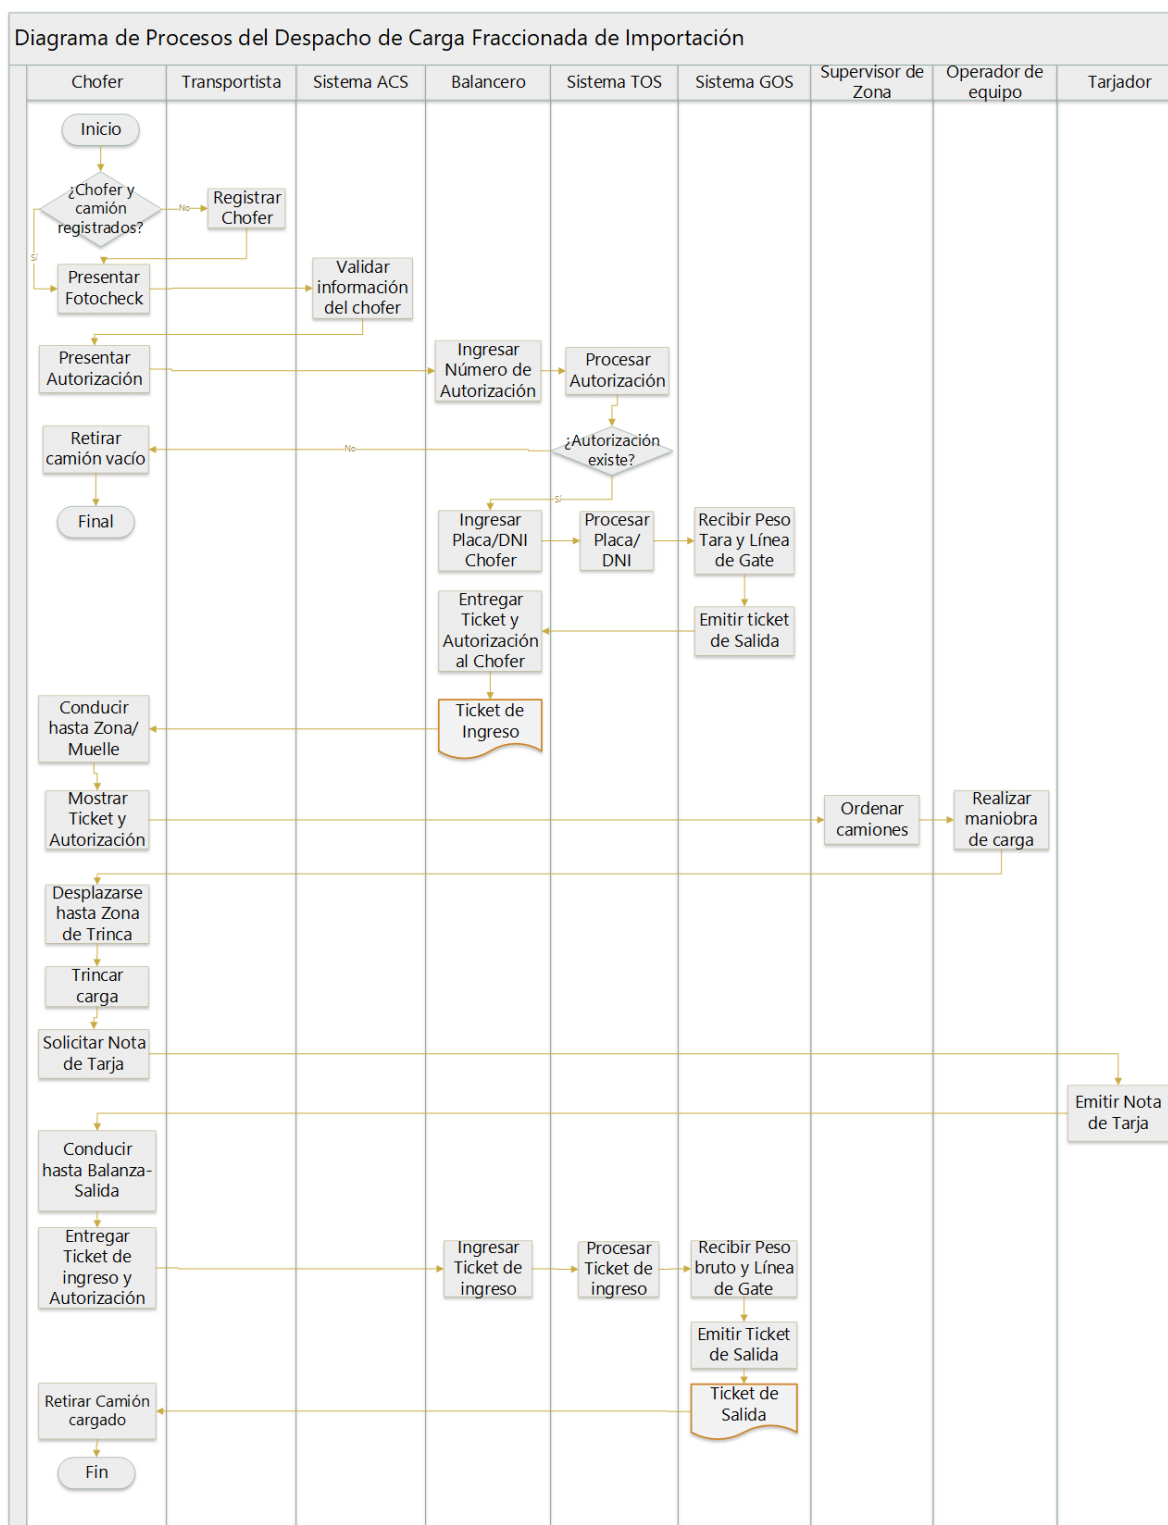 Diagrama de Procesos del Despacho de Carga Fraccionada de Importación
Chofer
Transportista
Sistema ACS
Balancero
Sistema TOS
Sistema GOS
Supervisor de
Zona
Operador de
equipo
Tarjador
Inicio
¿Chofer y
camión
registrados?
No
Registrar
Chofer
Sí
Presentar
Fotocheck
Validar
información
del chofer
Presentar
Autorización
Ingresar
Número de
Autorización
Procesar
Autorización
Retirar
camión vacío
No
¿Autorización
existe?
Sí
Final
Ingresar
Placa/DNI
Chofer
Procesar
Placa/
DNI
Recibir Peso
Tara y Línea
de Gate
Entregar
Ticket y
Autorización
al Chofer
Emitir ticket
de Salida
Conducir
hasta Zona/
Muelle
Ticket de
Ingreso
Mostrar
Ticket y
Autorización
Ordenar
camiones
Realizar
maniobra
de carga
Desplazarse
hasta Zona
de Trinca
Trincar
carga
Solicitar Nota
de Tarja
Emitir Nota
de Tarja
Conducir
hasta Balanza-
Salida
Entregar
Ticket de
ingreso y
Autorización
Ingresar
Ticket de
ingreso
Procesar
Ticket de
ingreso
Recibir Peso
bruto y Línea
de Gate
Emitir Ticket
de Salida
Retirar Camión
cargado
Ticket de
Salida
Fin